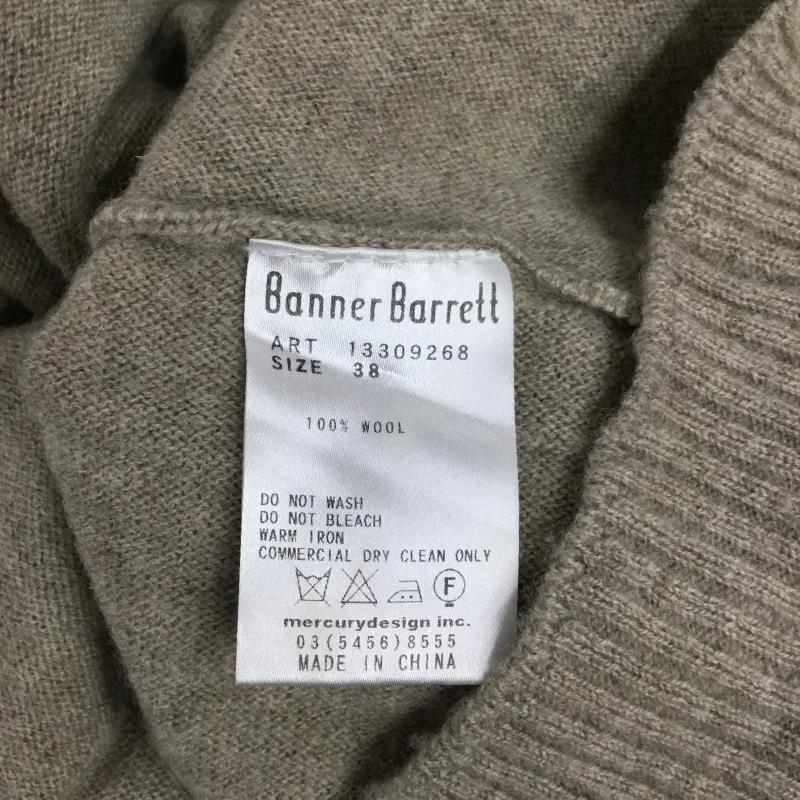 Banner Barrett
ART 13309268
SIZE 38
100% WOOL
DO NOT WASH
DO NOT BLEACH
WARM IRON
COMMERCIAL DRY CLEAN ONLY
F
mercurydesign inc.
03(5456)8555
MADE IN CHINA